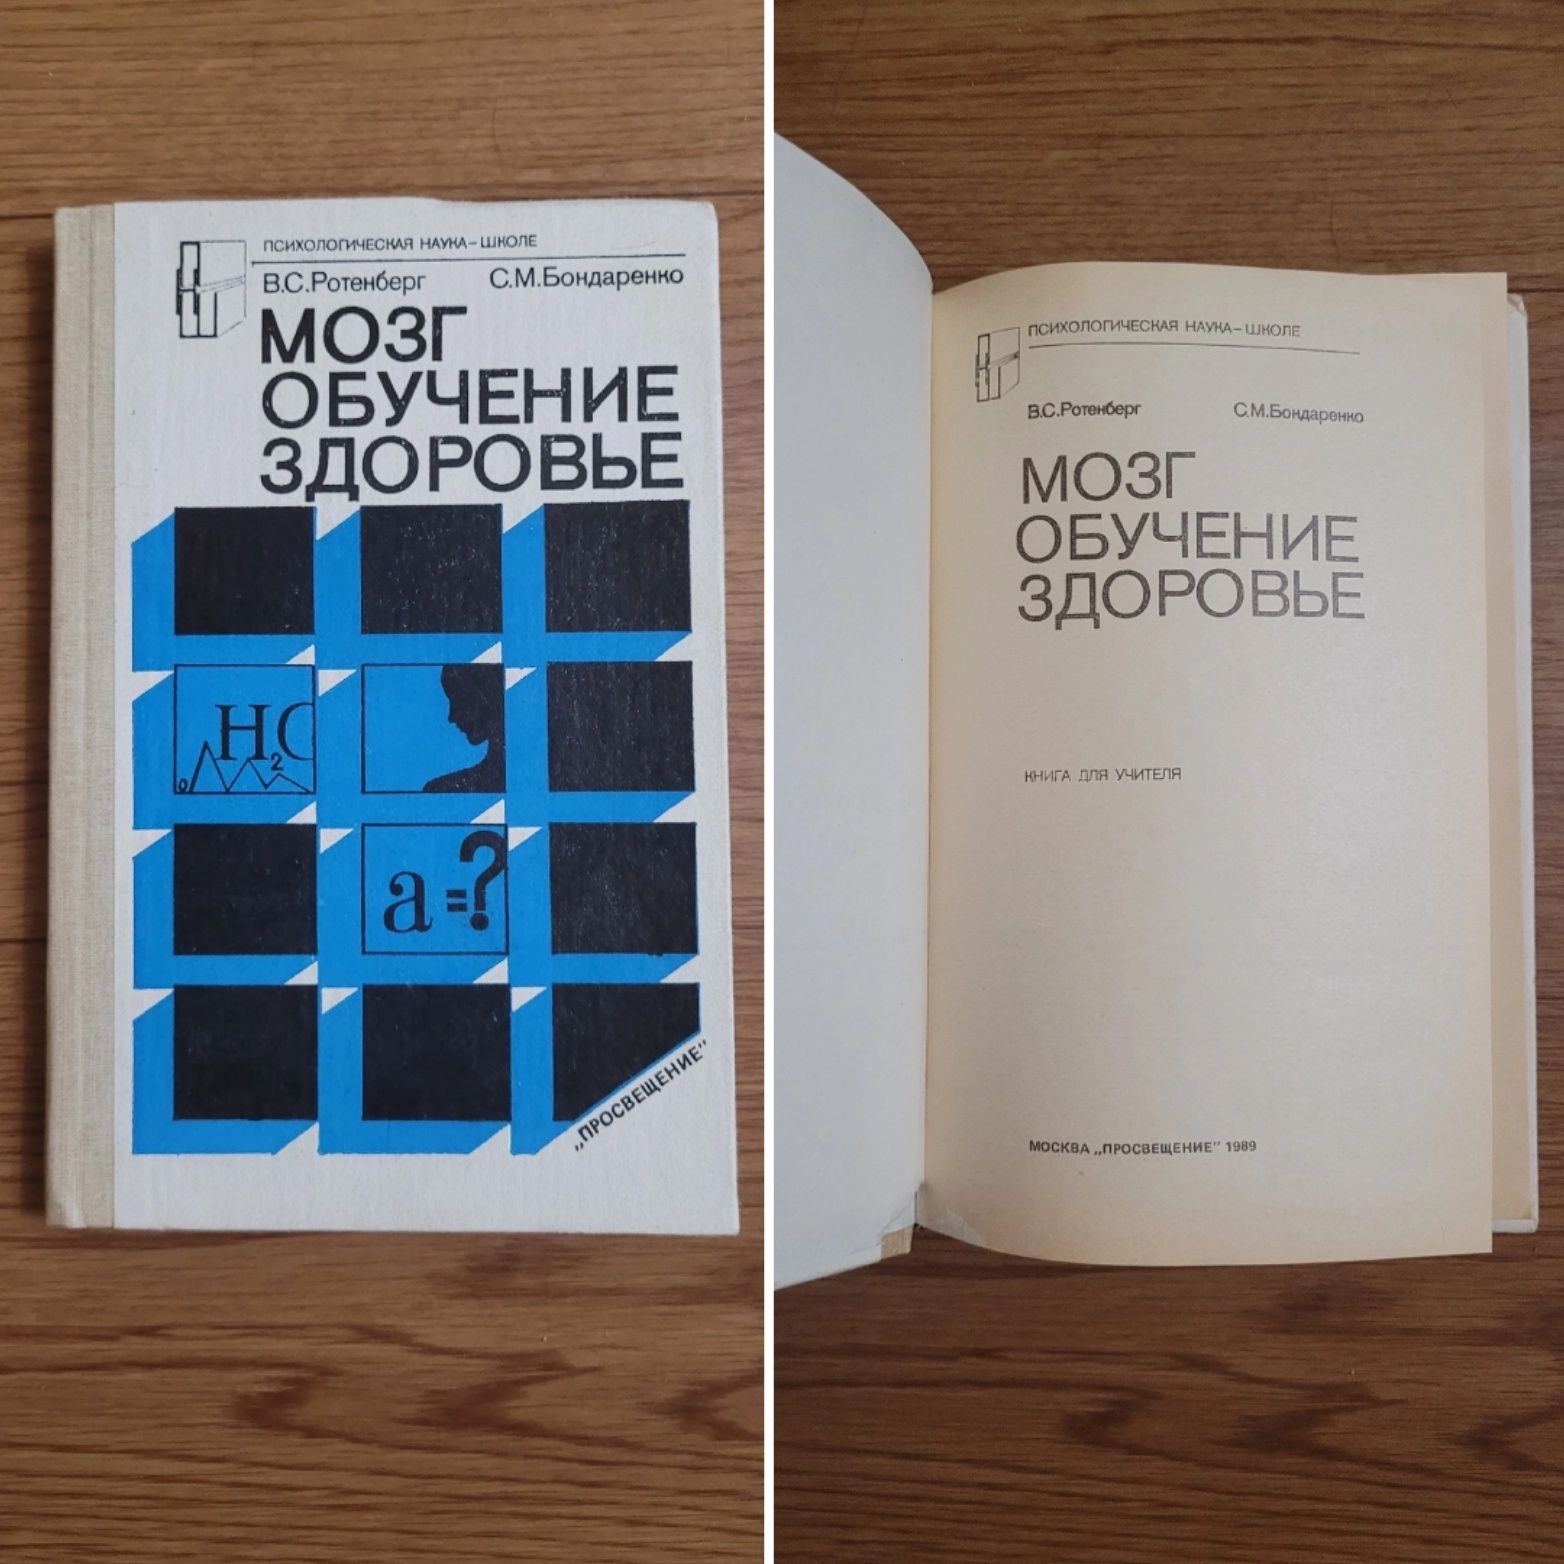 ПСИХОЛОГИЧЕСКАЯ НАУКА-ШКОЛЕ
В.С.Ротенберг С.М.Бондаренко
МОЗГ
ОБУЧЕНИЕ
ЗДОРОВЬЕ
H₂O
a=?
„ПРОСВЕЩЕНИЕ"
ПСИХОЛОГИЧЕСКАЯ НАУКА-ШКОЛЕ
В.С.Ротенберг С.М.Бондаренко
МОЗГ
ОБУЧЕНИЕ
ЗДОРОВЬЕ
КНИГА ДЛЯ УЧИТЕЛЯ
МОСКВА „ПРОСВЕЩЕНИЕ" 1989